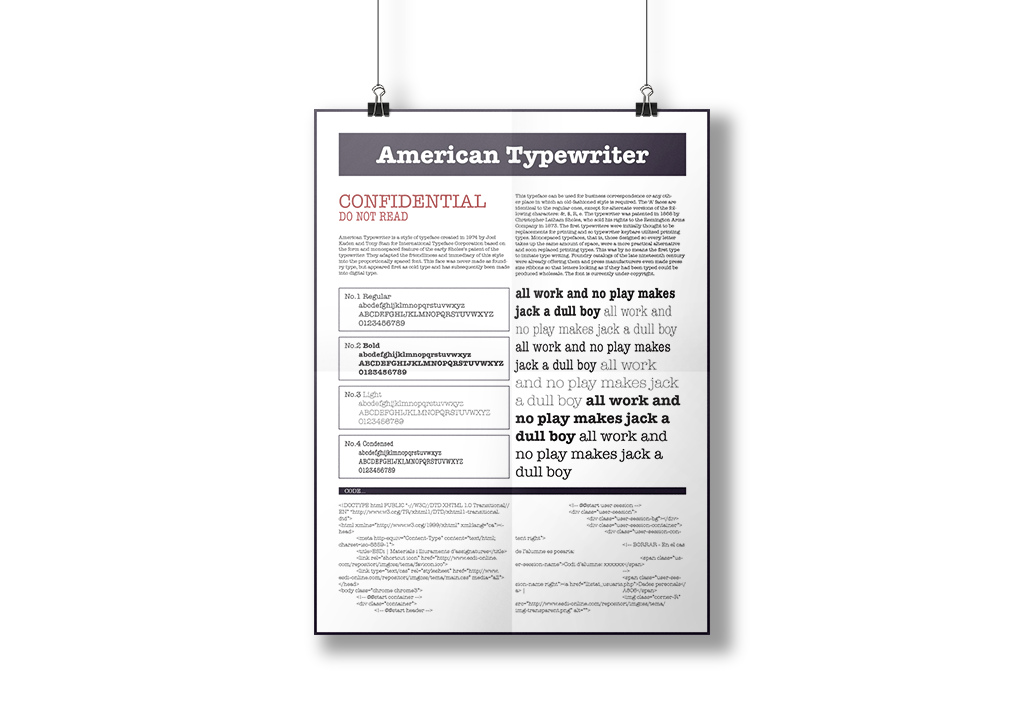 American Typewriter
CONFIDENTIAL
DO NOT READ
American Typewriter is a style of typeface created in 1974 by Joel
Kaden and Tony Stan for International Typeface Corporation based on
the form and monospaced feature of the early Sholes's patent of the
typewriter. They adapted the friendliness and immediacy of this style
into the proportionally spaced font. This face was never made as found-
ry type, but appeared first as cold type and has subsequently been made
into digital type.
This typeface can be used for business correspondence or any oth-
er place in which an old-fashioned style is required. The 'A' faces are
identical to the regular ones, except for alternate versions of the fol-
lowing characters: &, $, R, e. The typewriter was patented in 1868 by
Christopher Latham Sholes, who sold his rights to the Remington Arms
Company in 1873. The first typewriters were initially thought to be
replacements for printing and so typewriter keybars utilized printing
types. Monospaced typefaces, that is, those designed so every letter
takes up the same amount of space, were a more practical alternative
and soon replaced printing types. This was by no means the first type
to imitate type writing. Foundry catalogs of the late nineteenth century
were already offering them and press manufacturers even made press
size ribbons so that letters looking as if they had been typed could be
produced wholesale. The font is currently under copyright.
No.1 Regular
abcdefghijklmnopqrstuvwxyz
ABCDEFGHIJKLMNOPQRSTUVWXYZ
0123456789
No.2 Bold
abcdefghijklmnopqrstuvwxyz
ABCDEFGHIJKLMNOPQRSTUVWXYZ
0123456789
No.3 Light
abcdefghijklmnopqrstuvwxyz
ABCDEFGHIJKLMNOPQRSTUVWXYZ
0123456789
No.4 Condensed
abcdefghijklmnopqrstuvwxyz
ABCDEFGHIJKLMNOPQRSTUVWXYZ
0123456789
all work and no play makes
jack a dull boy all work and
no play makes jack a dull boy
all work and no play makes
jack a dull boy all work
and no play makes jack
a dull boy all work and
no play makes jack a
dull boy all work and
no play makes jack a
dull boy
CODE...
<!DOCTYPE html PUBLIC "-//W3C//DTD XHTML 1.0 Transitional//
EN" "http://www.w3.org/TR/xhtml1/DTD/xhtml1-transitional.
dtd">
<html xmlns="http://www.w3.org/1999/xhtml" xml:lang="ca"><
head>
<meta http-equiv="Content-Type" content="text/html;
charset=iso-8859-1">
<title>EEDi | Materials i lliuraments d'assignatures</title>
<link rel="shortcut icon" href="http://www.eedi-online.
com/repositori/imgnes/tema/favicon.ico">
<link type="text/css" rel="stylesheet" href="http://www.
eedi-online.com/repositori/imgnes/tema/main.css" media="all">
</head>
<body class="chrome chrome3">
<!-- @@start container -->
<div class="container">
<!-- @@start header -->
<!-- @@start user-session -->
<div class="user-session">
<div class="user-session-bg"></div>
<div class="user-session-container">
<div class="user-session-con-
tent right">
<!-- BORRAR - En el cas
de l'alumne es posaria:
<span class="us-
er-session-name">Codi d'alumne: xxxxxx</span>
-->
<span class="user-ses-
sion-name right"><a href="llistat_usuaris.php">Dades personals</
a> |
A606</span>
<img class="corner-R"
src="http://www.eedi-online.com/repositori/imgnes/tema/
img-transparent.png" alt="">